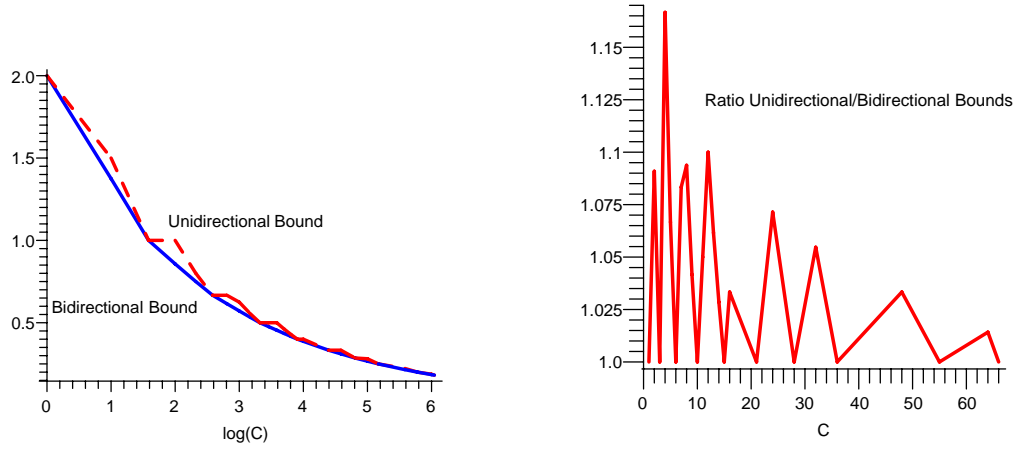 2.0
1.5
Unidirectional Bound
1.0
Bidirectional Bound
0.5
0 1 2 3 4 5 6
log(C)
1.15
1.125
Ratio Unidirectional/Bidirectional Bounds
1.1
1.075
1.05
1.025
1.0
0 10 20 30 40 50 60
C